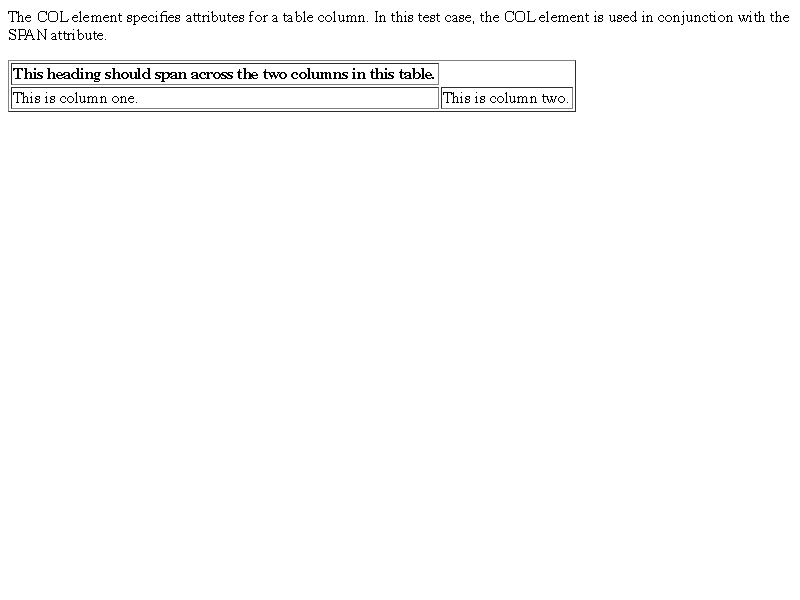 The COL element specifies attributes for a table column. In this test case, the COL element is used in conjunction with the
SPAN attribute.
This heading should span across the two columns in this table.
This is column one. This is column two.